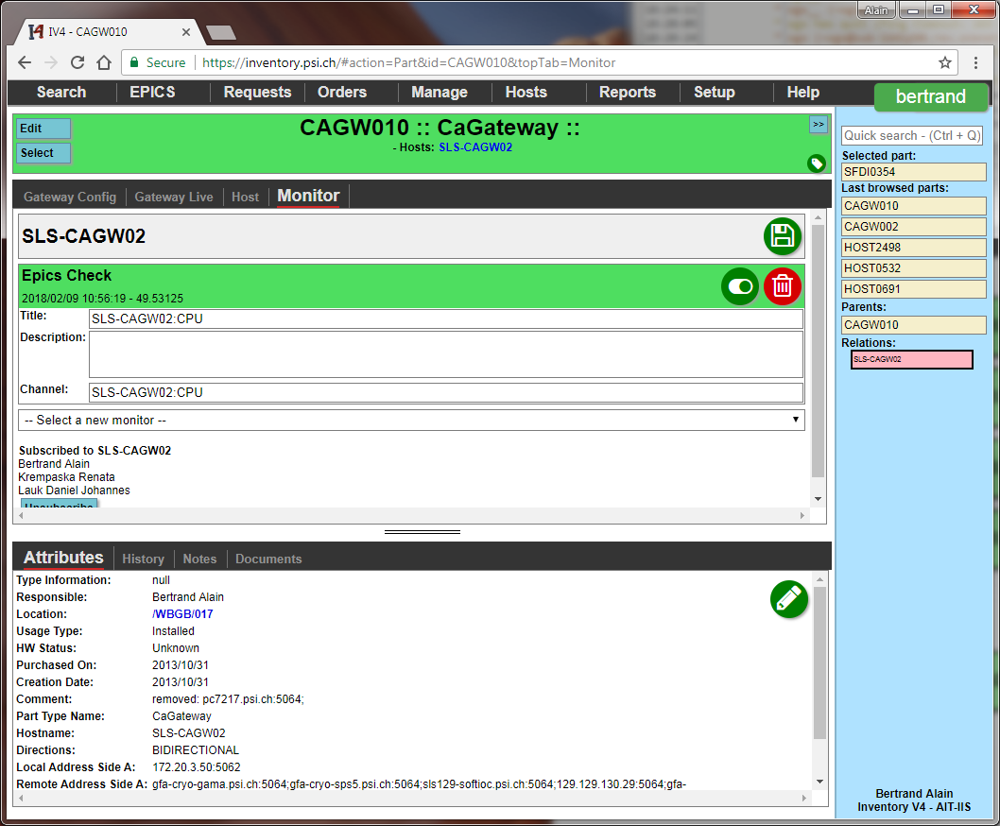 Alain
IV4 - CAGW010
Secure
https://inventory.psi.ch/#action=Part&id=CAGW010&topTab=Monitor
Search EPICS Requests Orders Manage Hosts Reports Setup Help
bertrand
Edit
Select
CAGW010 :: CaGateway ::
- Hosts: SLS-CAGW02
>>
Gateway Config Gateway Live Host Monitor
SLS-CAGW02
Epics Check
2018/02/09 10:56:19 - 49.53125
Title: SLS-CAGW02:CPU
Description:
Channel: SLS-CAGW02:CPU
-- Select a new monitor --
Subscribed to SLS-CAGW02
Bertrand Alain
Krempaska Renata
Lauk Daniel Johannes
Unsubscribe
Attributes History Notes Documents
Type Information: null
Responsible: Bertrand Alain
Location: /WBGB/017
Usage Type: Installed
HW Status: Unknown
Purchased On: 2013/10/31
Creation Date: 2013/10/31
Comment: removed: pc7217.psi.ch:5064;
Part Type Name: CaGateway
Hostname: SLS-CAGW02
Directions: BIDIRECTIONAL
Local Address Side A: 172.20.3.50:5062
Remote Address Side A: gfa-cryo-gama.psi.ch:5064;gfa-cryo-sps5.psi.ch:5064;sls129-softioc.psi.ch:5064;129.129.130.29:5064;gfa-
Quick search - (Ctrl + Q)
Selected part:
SFDI0354
Last browsed parts:
CAGW010
CAGW002
HOST2498
HOST0532
HOST0691
Parents:
CAGW010
Relations:
SLS-CAGW02
Bertrand Alain
Inventory V4 - AIT-IIS